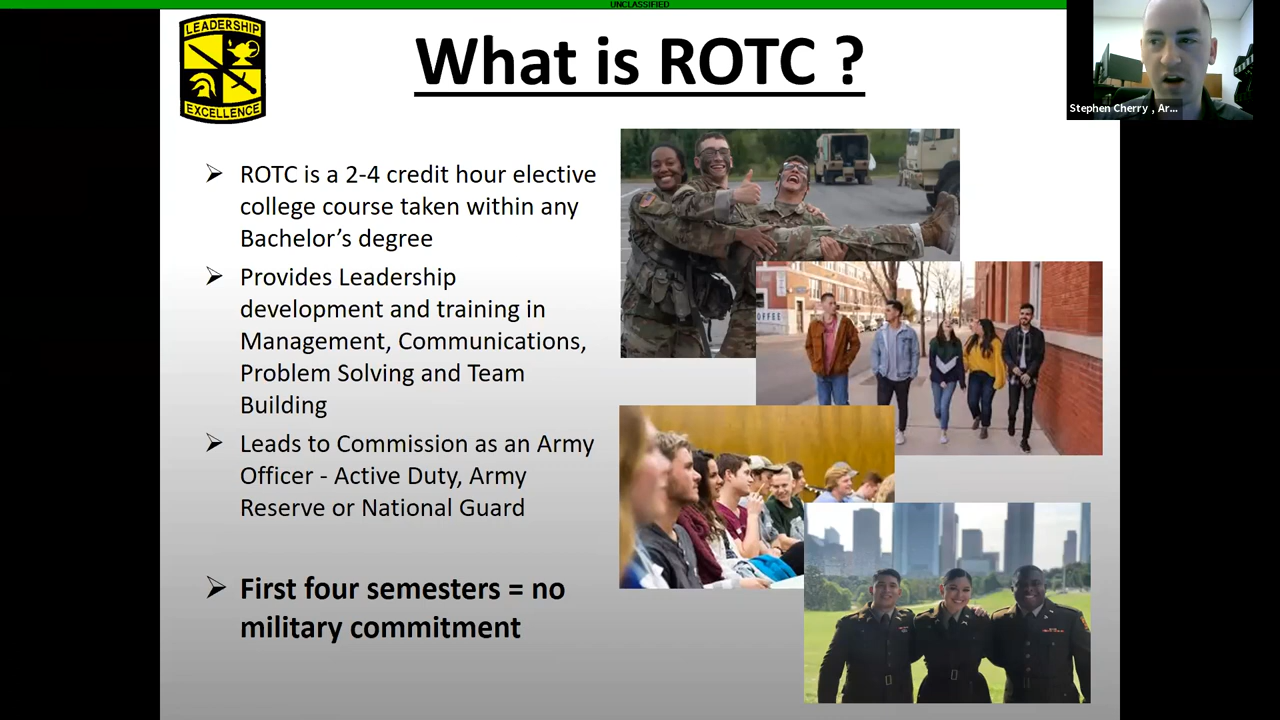 UNCLASSIFIED
LEADERSHIP
EXCELLENCE
What is ROTC ?
Stephen Cherry , Ar...
ROTC is a 2-4 credit hour elective
college course taken within any
Bachelor's degree
Provides Leadership
development and training in
Management, Communications,
Problem Solving and Team
Building
Leads to Commission as an Army
Officer - Active Duty, Army
Reserve or National Guard
First four semesters = no
military commitment
OFFEE